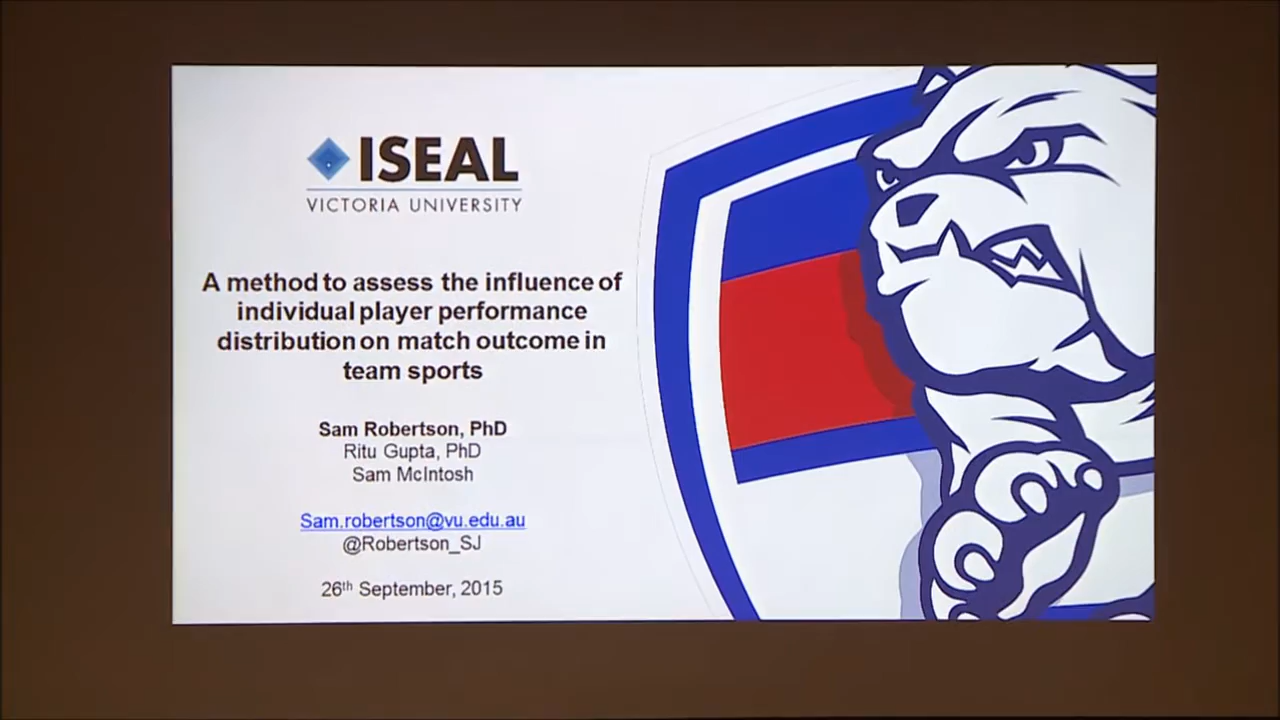 ISEAL
VICTORIA UNIVERSITY
A method to assess the influence of
individual player performance
distribution on match outcome in
team sports
Sam Robertson, PhD
Ritu Gupta, PhD
Sam McIntosh
Sam.robertson@vu.edu.au
@Robertson_SJ
26th September, 2015